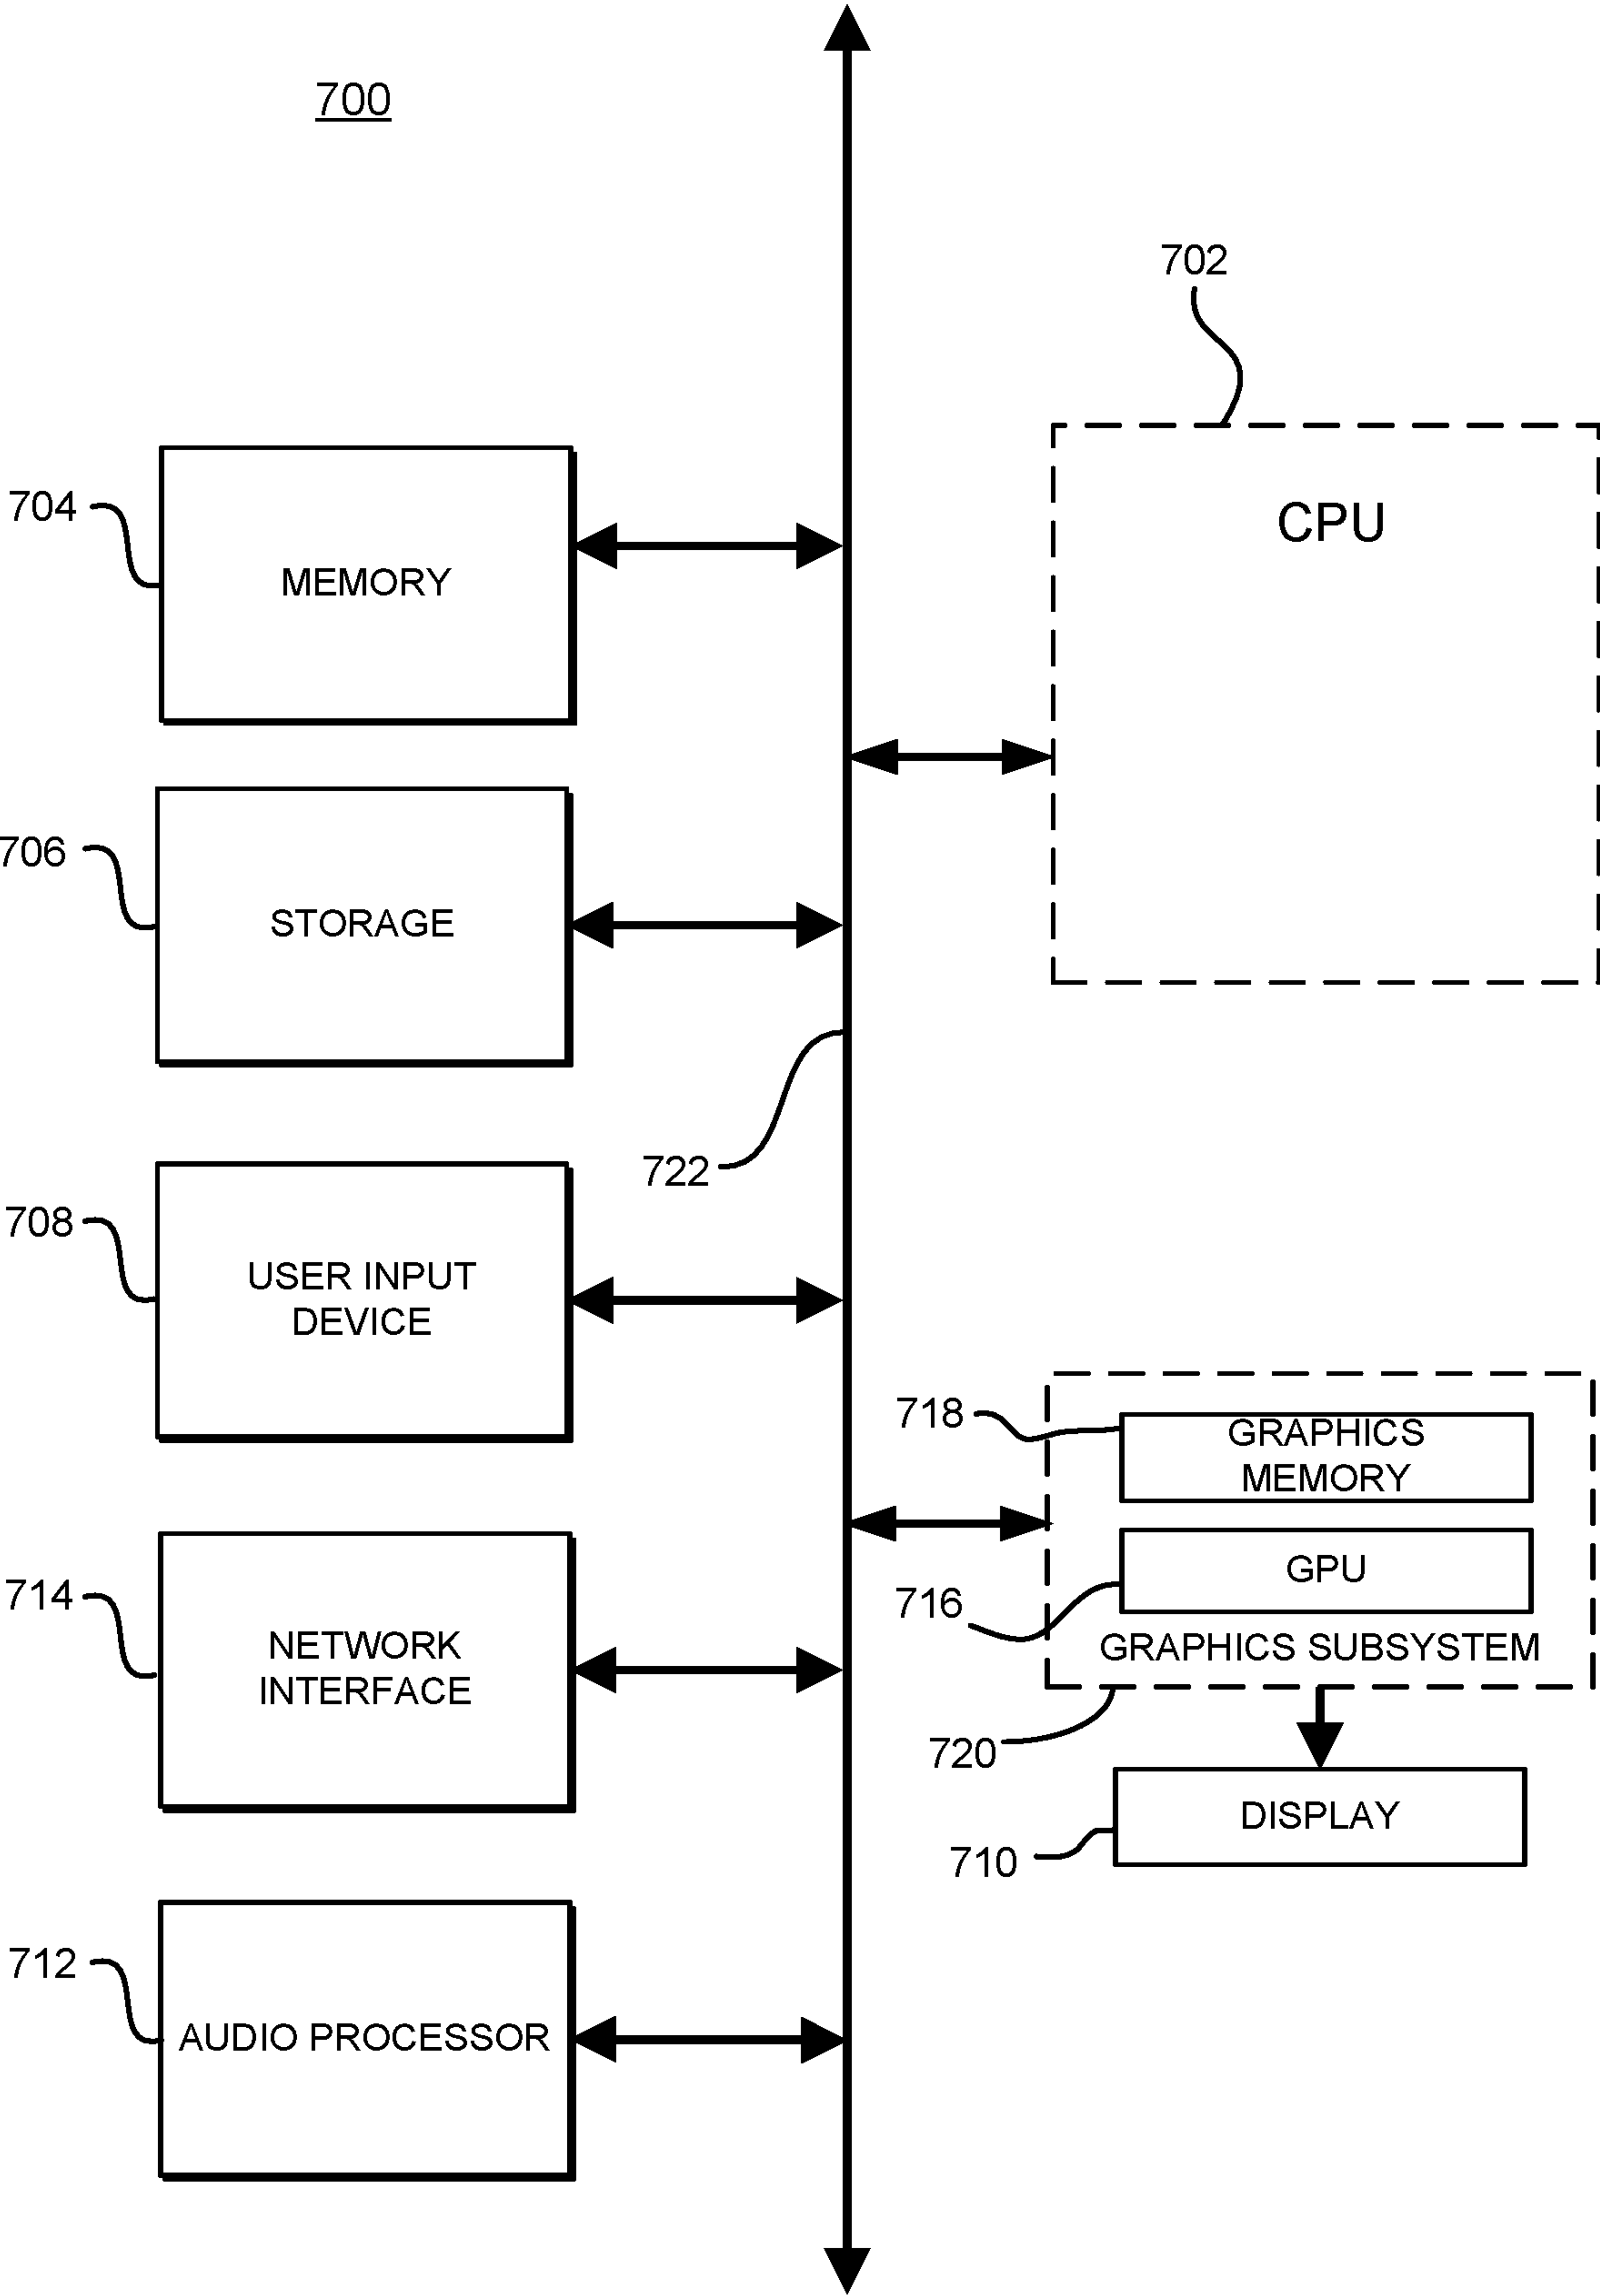 700
702
CPU
704
MEMORY
706
STORAGE
722
708
USER INPUT
DEVICE
718
GRAPHICS
MEMORY
716
GPU
GRAPHICS SUBSYSTEM
714
NETWORK
INTERFACE
720
710
DISPLAY
712
AUDIO PROCESSOR